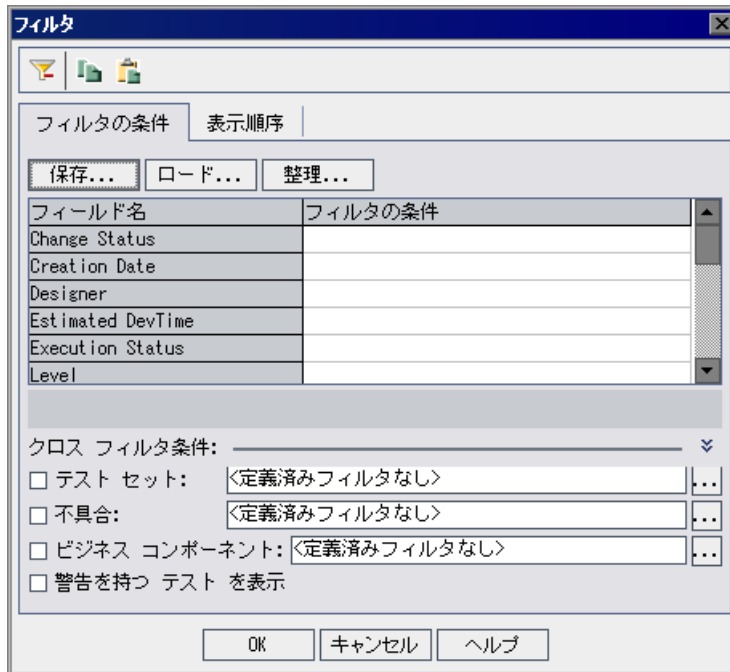 フィルタ
フィルタの条件 表示順序
保存... ロード... 整理...
フィールド名 フィルタの条件
Change Status
Creation Date
Designer
Estimated DevTime
Execution Status
Level
クロス フィルタ条件:
テスト セット: <定義済みフィルタなし> ...
不具合: <定義済みフィルタなし> ...
ビジネス コンポーネント: <定義済みフィルタなし> ...
警告を持つ テスト を表示
OK キャンセル ヘルプ